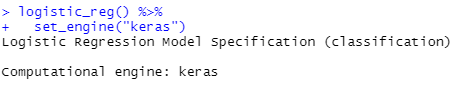 > logistic_reg() %>%
+   set_engine("keras")
Logistic Regression Model Specification (classification)
Computational engine: keras